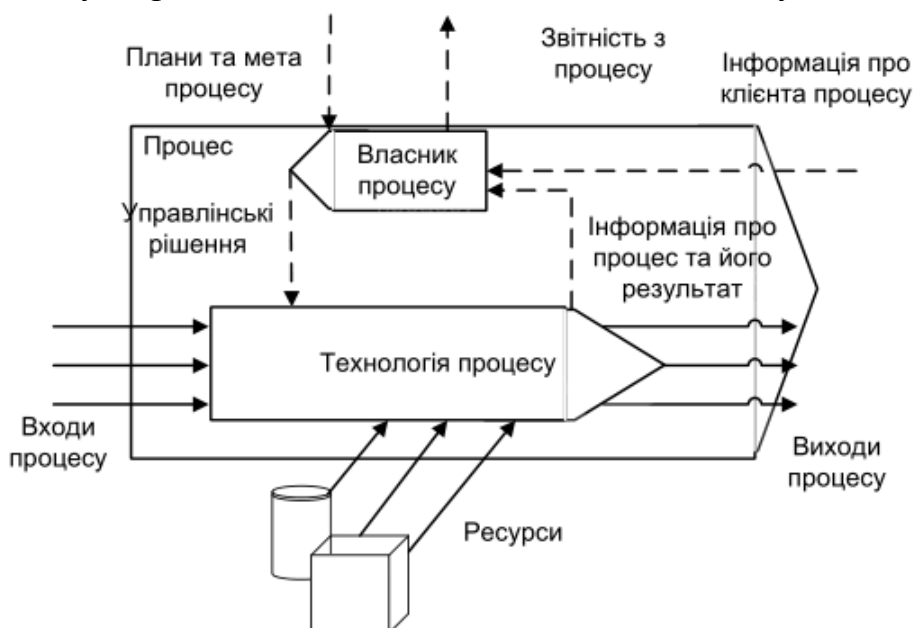 Плани та мета
процесу
Звітність з
процесу
Інформація про
клієнта процесу
Процес
Власник
процесу
Управлінські
рішення
Інформація про
процес та його
результат
Технологія процесу
Входи
процесу
Виходи
процесу
Ресурси